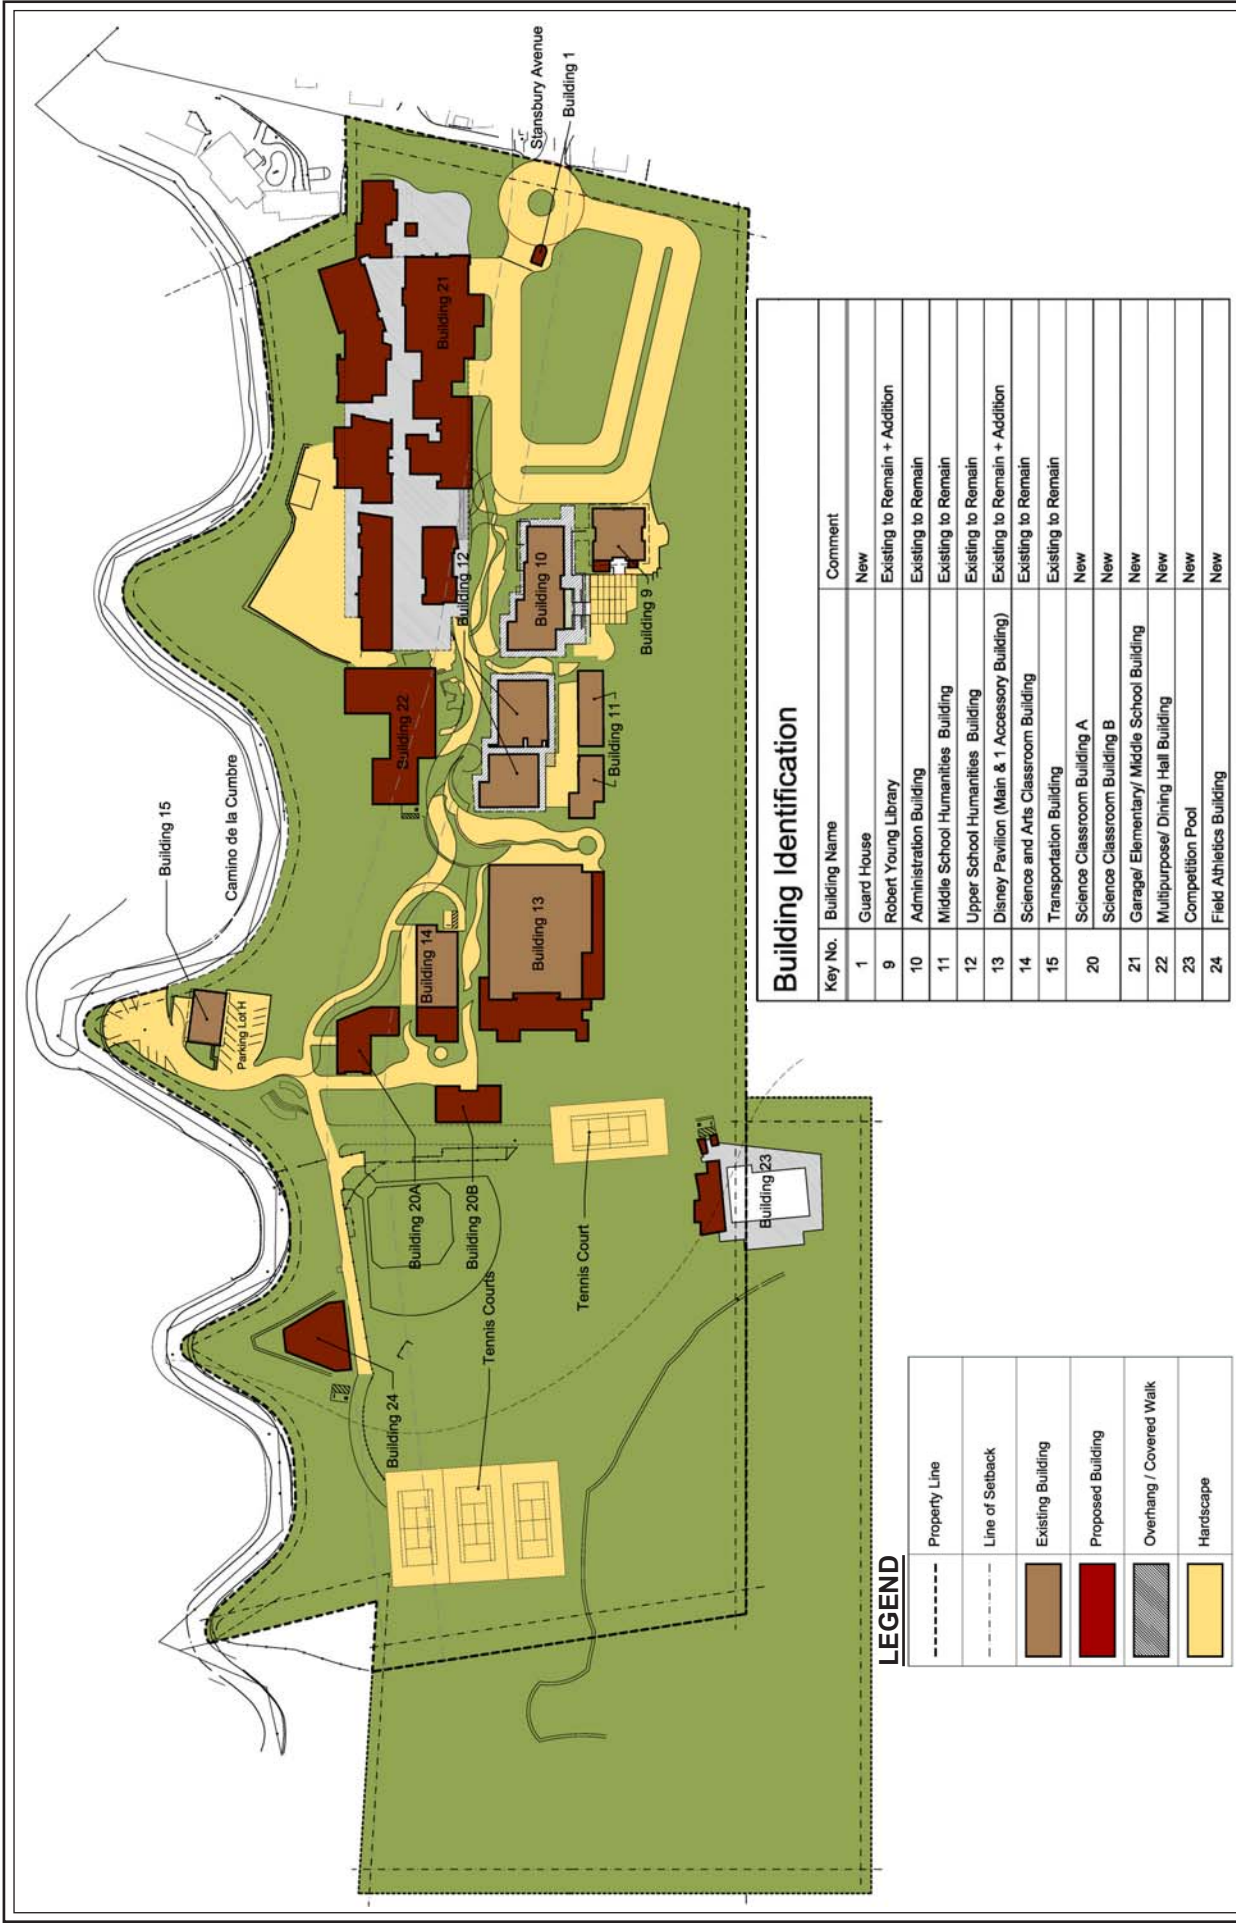 Stansbury Avenue
Building 1
Building 21
Building 12
Building 10
Building 9
Building 22
Building 11
Building 15
Camino de la Cumbre
Parking Lot H
Building 14
Building 13
Building 20A
Building 20B
Tennis Court
Building 23
Building 24
Tennis Courts
Building Identification
Key No. Building Name Comment
1 Guard House New
9 Robert Young Library Existing to Remain + Addition
10 Administration Building Existing to Remain
11 Middle School Humanities Building Existing to Remain
12 Upper School Humanities Building Existing to Remain
13 Disney Pavilion (Main & 1 Accessory Building) Existing to Remain + Addition
14 Science and Arts Classroom Building Existing to Remain
15 Transportation Building Existing to Remain
20 Science Classroom Building A New
Science Classroom Building B New
21 Garage/ Elementary/ Middle School Building New
22 Multipurpose/ Dining Hall Building New
23 Competition Pool New
24 Field Athletics Building New
LEGEND
Property Line
Line of Setback
Existing Building
Proposed Building
Overhang / Covered Walk
Hardscape